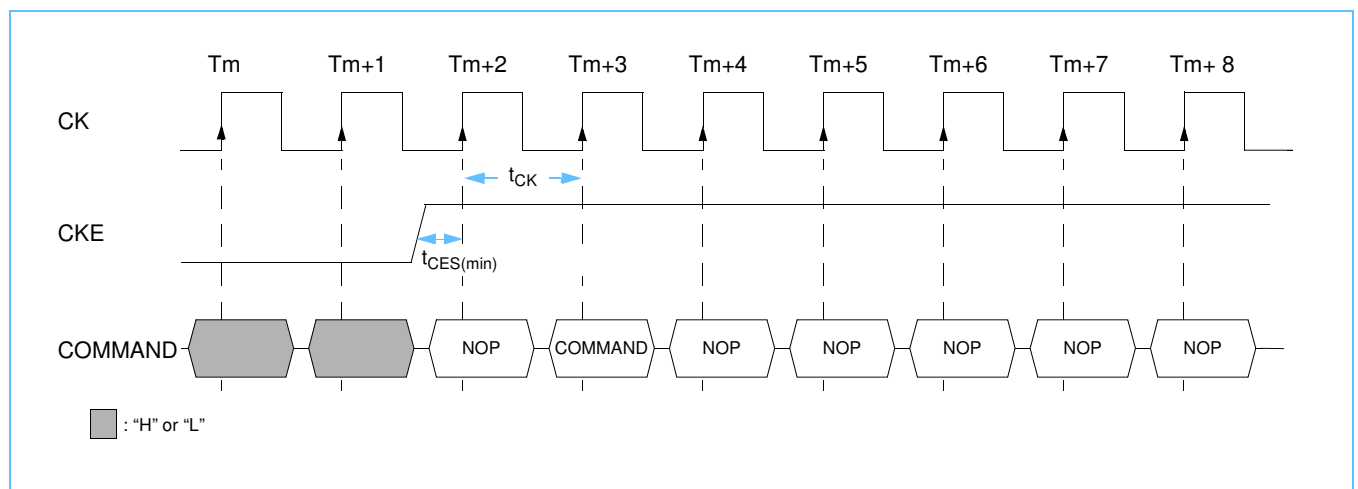 Tm Tm+1 Tm+2 Tm+3 Tm+4 Tm+5 Tm+6 Tm+7 Tm+ 8
CK
tCK
CKE
tCES(min)
COMMAND NOP COMMAND NOP NOP NOP NOP NOP
: “H” or “L”